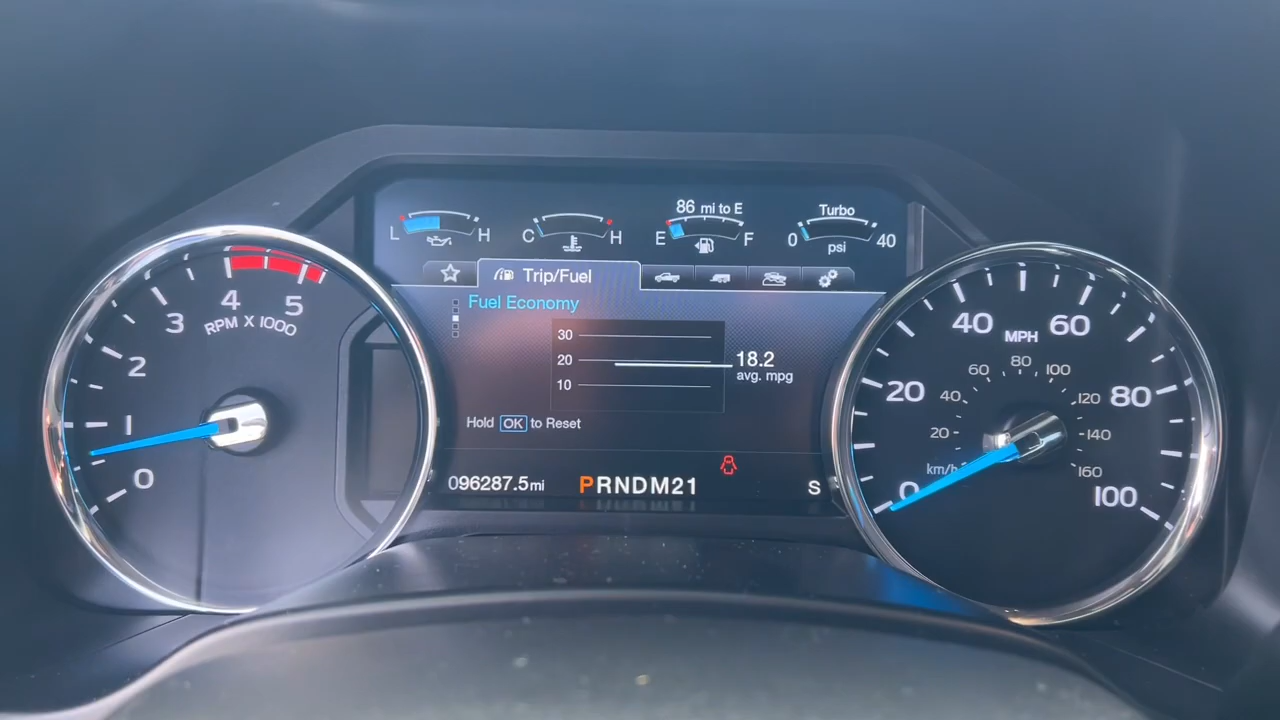 86 mi to E
Turbo
L H
C H
E F
0 psi 40
Trip/Fuel
Fuel Economy
30
20
10
18.2
avg. mpg
Hold OK to Reset
096287.5 mi
PRNDM21
S
0
1
2
3
4
5
RPM X 1000
0
20
40
60
80
100
MPH
20
40
60
80
100
120
140
160
km/h